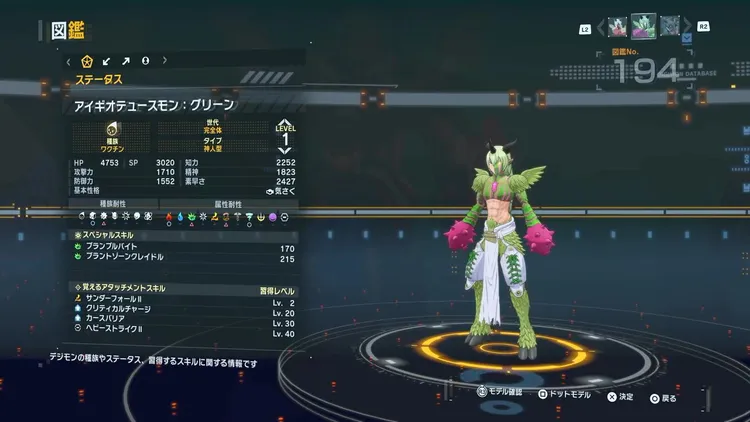 図鑑
L2
R2
図鑑No.
194
DATABASE
ステータス
アイギオテュースモン：グリーン
種族
ワクチン
世代
完全体
タイプ
神人型
LEVEL
1
HP 4753 SP 3020 知力 2252
攻撃力 1710 精神 1823
防御力 1552 素早さ 2427
基本性格 気さく
種族耐性 属性耐性
スペシャルスキル
ブランブルバイト 170
プラントゾーンクレイドル 215
覚えるアタッチメントスキル 習得レベル
サンダーフォールⅡ Lv. 2
クリティカルチャージ Lv. 20
カースバリア Lv. 30
ヘビーストライクⅡ Lv. 40
デジモンの種族やステータス、習得するスキルに関する情報です
モデル確認 ドットモデル 決定 戻る